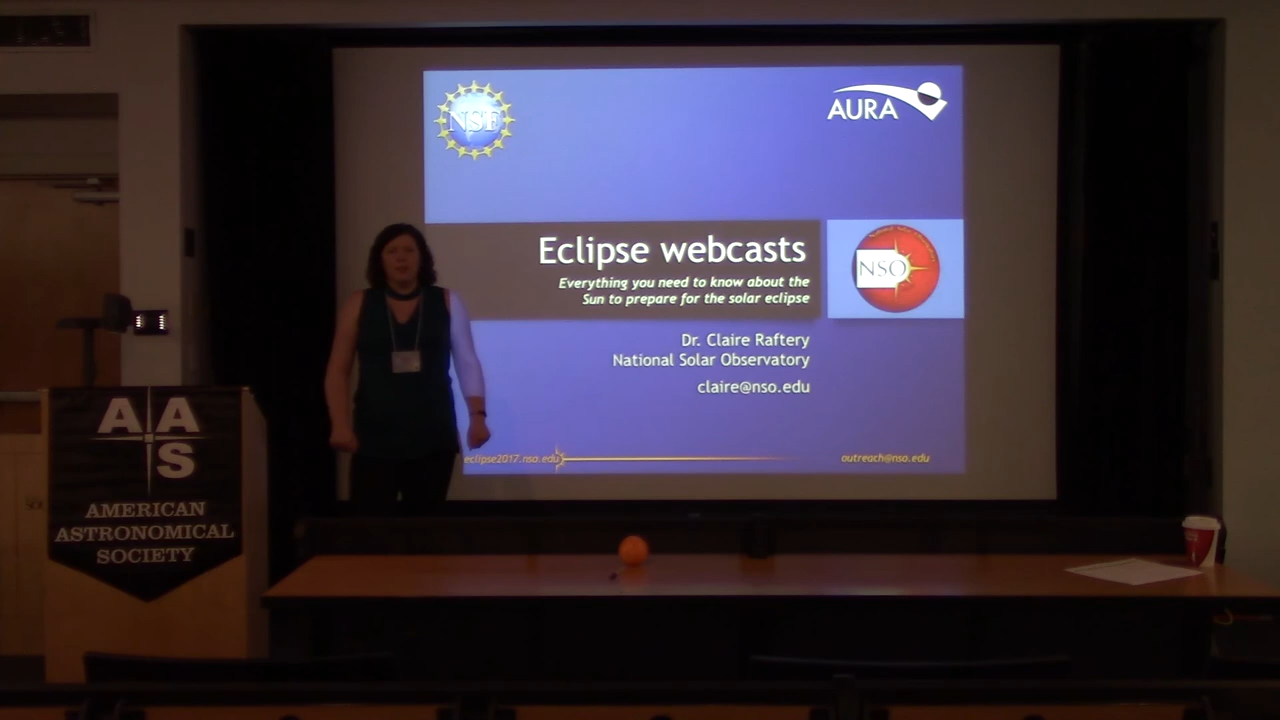 NSF
AURA
Eclipse webcasts
Everything you need to know about the
Sun to prepare for the solar eclipse
NSO
Dr. Claire Raftery
National Solar Observatory
claire@nso.edu
eclipse2017.nso.edu
outreach@nso.edu
A A
S
AMERICAN
ASTRONOMICAL
SOCIETY